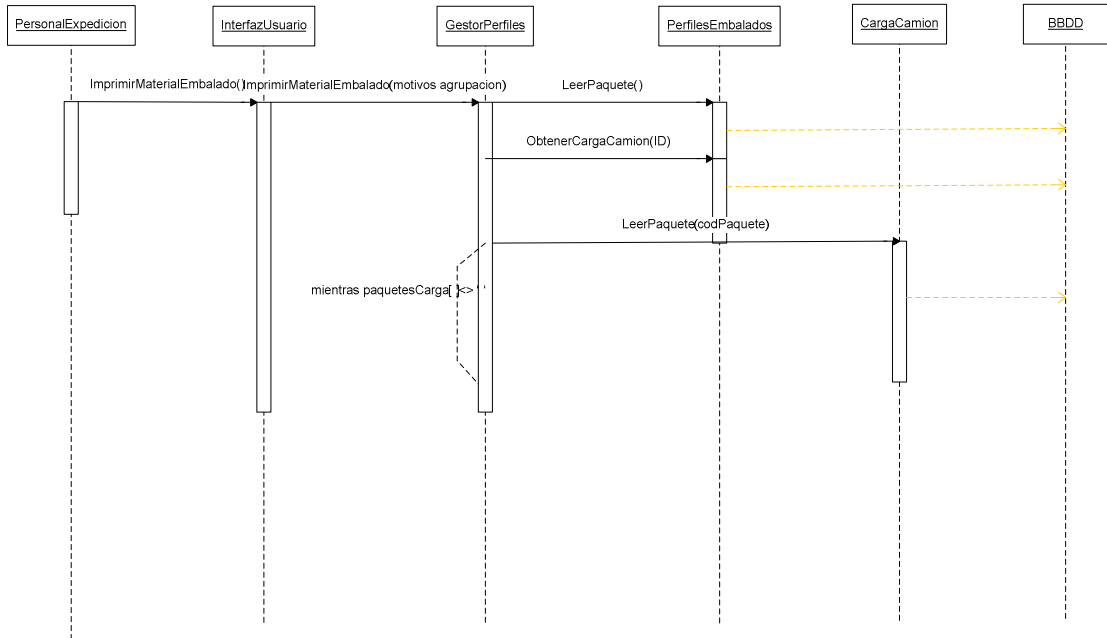 PersonalExpedicion
InterfazUsuario
GestorPerfiles
PerfilesEmbalados
CargaCamion
BBDD
ImprimirMaterialEmbalado()
ImprimirMaterialEmbalado(motivos agrupacion)
LeerPaquete()
ObtenerCargaCamion(ID)
LeerPaquete(codPaquete)
mientras paquetesCarga[ ]<> ' '